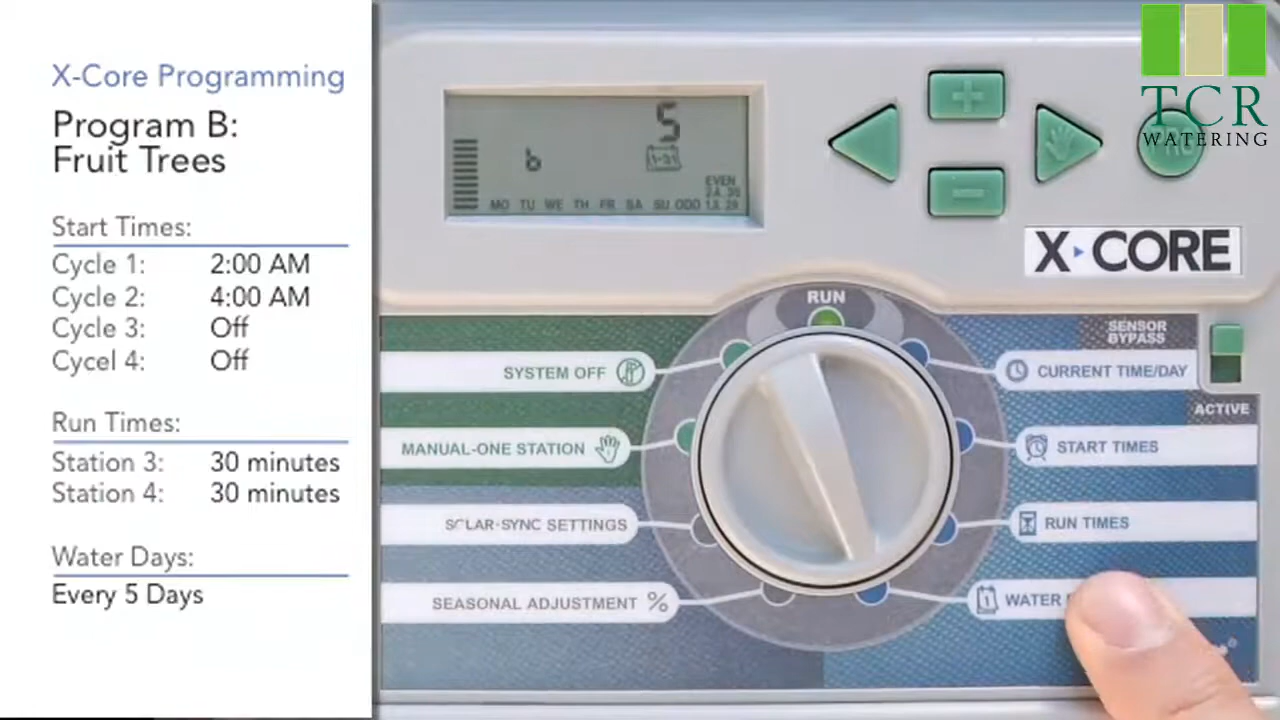 X-Core Programming
Program B:
Fruit Trees
Start Times:
Cycle 1: 2:00 AM
Cycle 2: 4:00 AM
Cycle 3: Off
Cycel 4: Off
Run Times:
Station 3: 30 minutes
Station 4: 30 minutes
Water Days:
Every 5 Days
5
b
1-31
EVEN
MO TU WE TH FR SA SU ODD
TCR
WATERING
X-CORE
RUN
SENSOR
BYPASS
ACTIVE
SYSTEM OFF
MANUAL-ONE STATION
SOLAR-SYNC SETTINGS
SEASONAL ADJUSTMENT %
CURRENT TIME/DAY
START TIMES
RUN TIMES
1 WATER